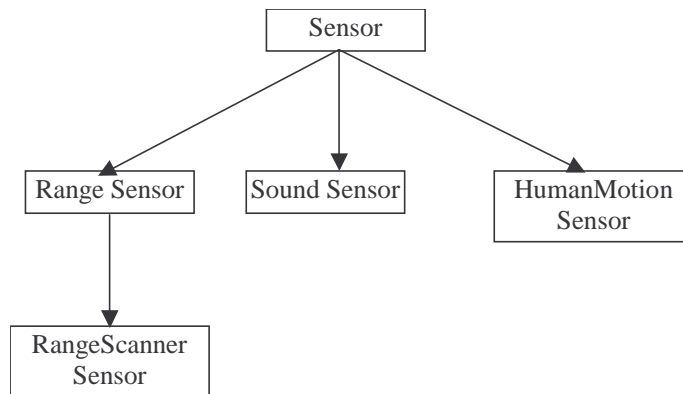 Sensor
Range Sensor
Sound Sensor
HumanMotion
Sensor
RangeScanner
Sensor